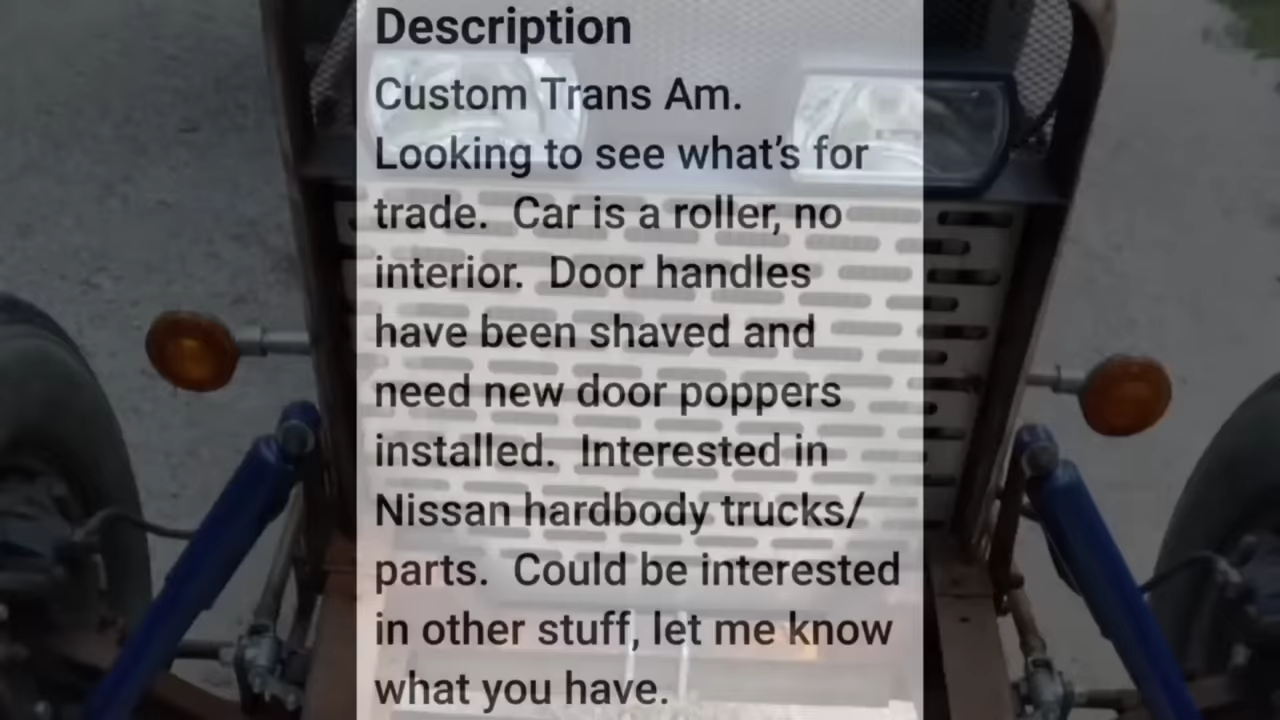 Description
Custom Trans Am.
Looking to see what's for
trade.  Car is a roller, no
interior.  Door handles
have been shaved and
need new door poppers
installed.  Interested in
Nissan hardbody trucks/
parts.  Could be interested
in other stuff, let me know
what you have.